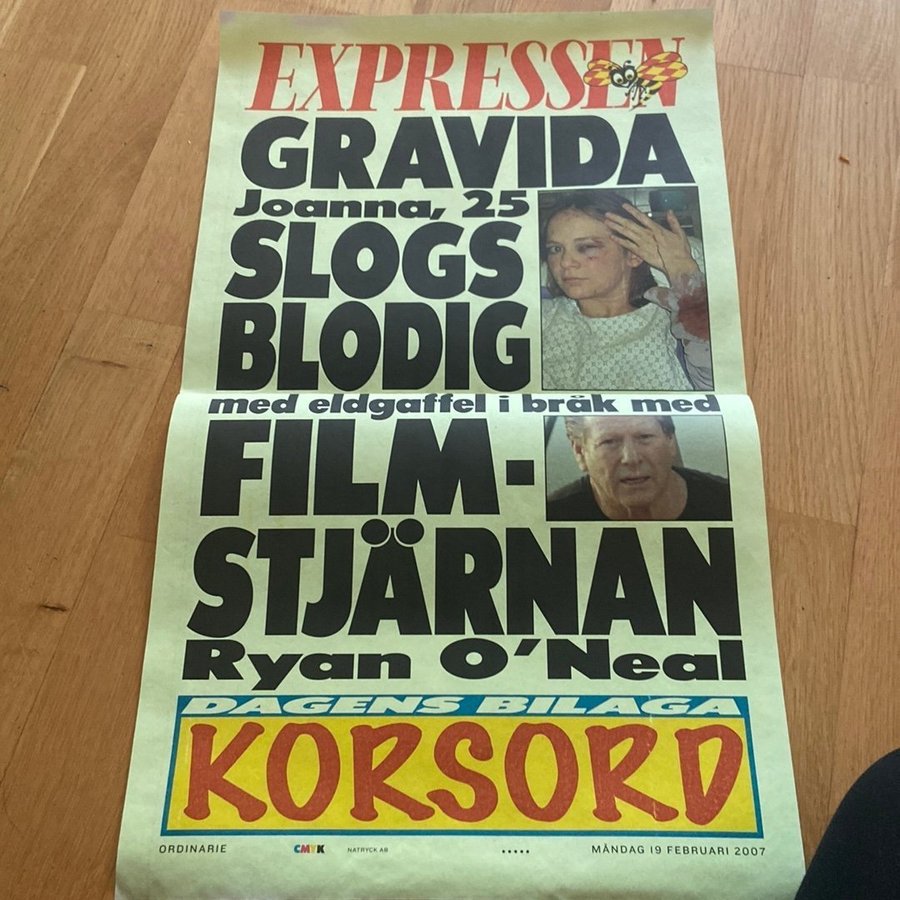 EXPRESSEN
GRAVIDA
Joanna, 25
SLOGS
BLODIG
med eldgaffel i bråk med
FILM-
STJÄRNAN
Ryan O'Neal
DAGENS BILAGA
KORSORD
ORDINARIE CMYK NATRYCK AB ••••• MÅNDAG 19 FEBRUARI 2007